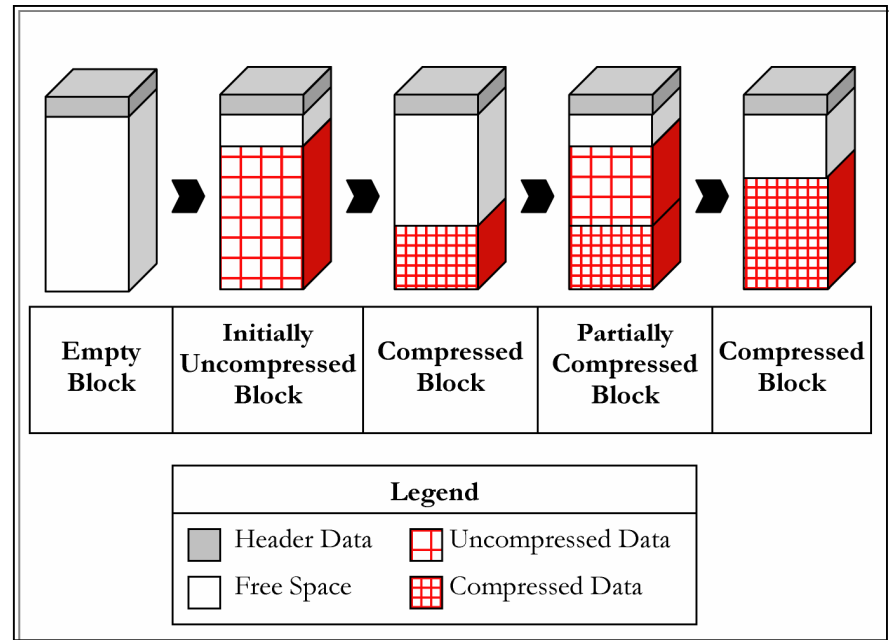 Empty
Block
Initially
Uncompressed
Block
Compressed
Block
Partially
Compressed
Block
Compressed
Block
Legend
Header Data
Uncompressed Data
Free Space
Compressed Data